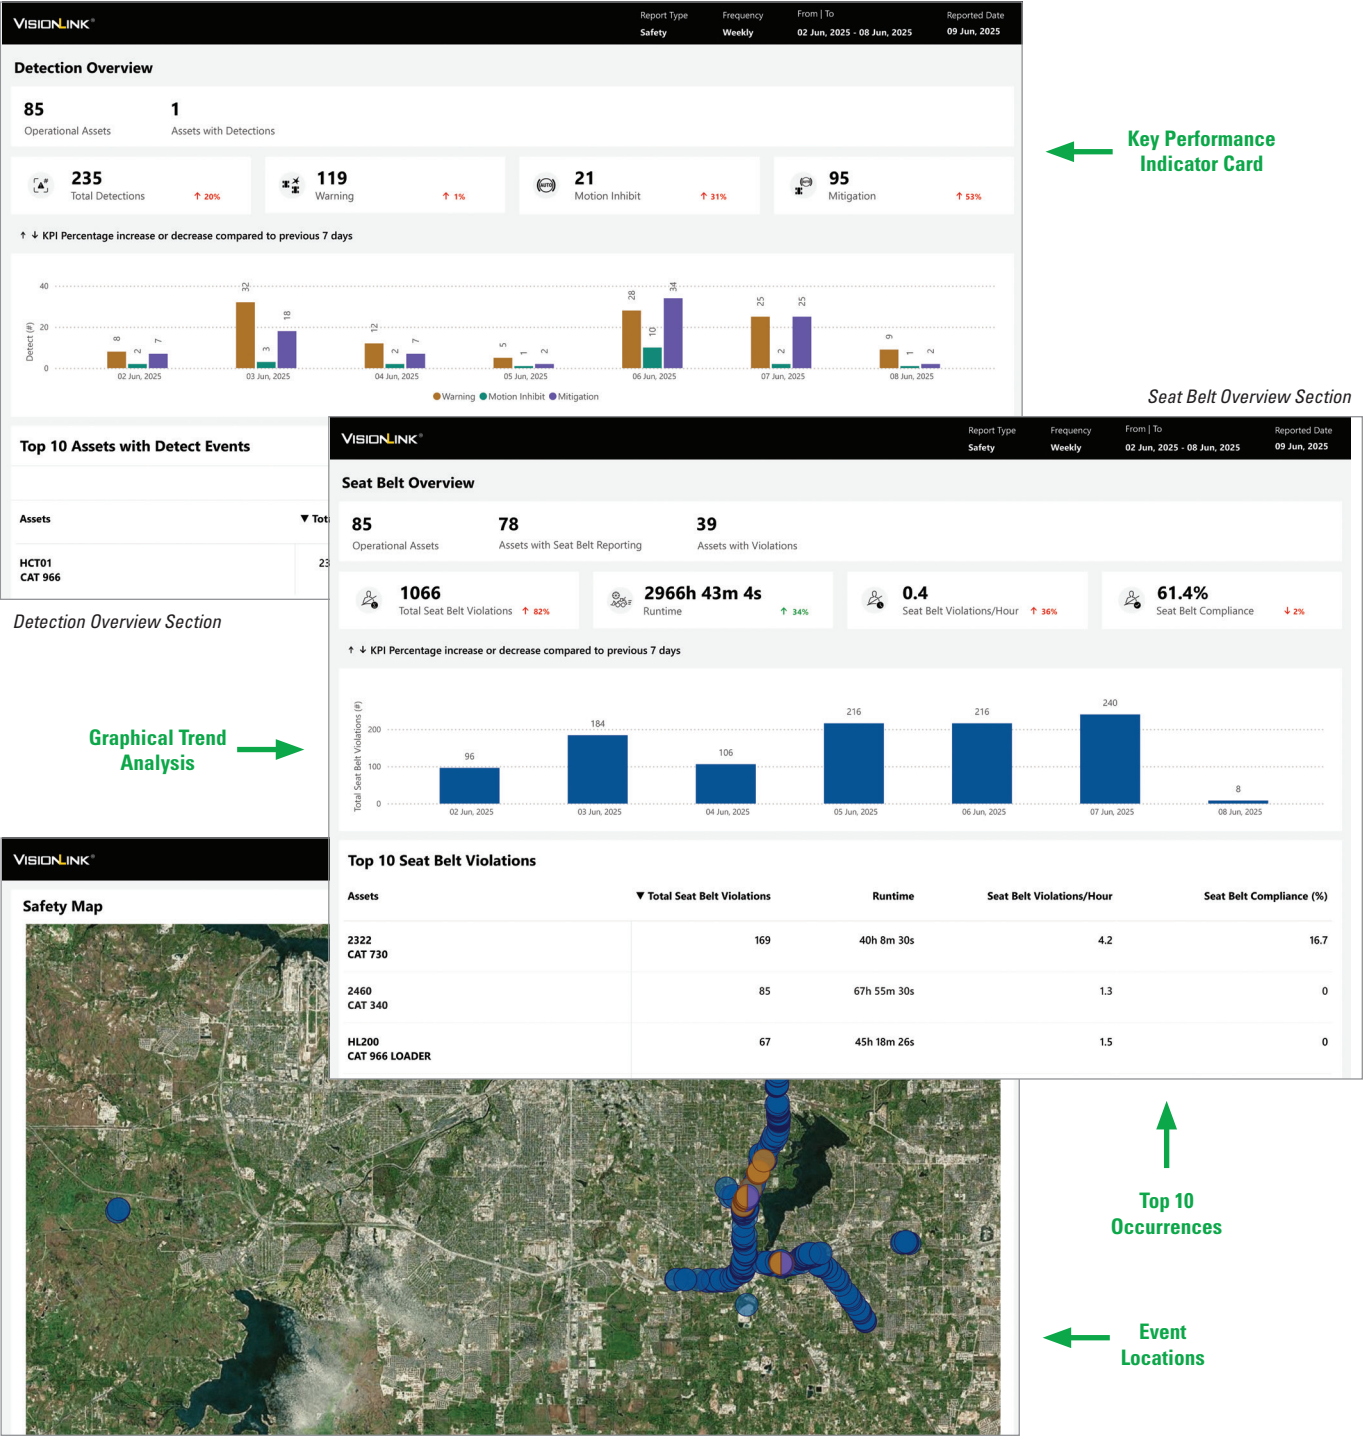 VISIONLINK®
Report Type
Frequency
From | To
Reported Date
Safety
Weekly
02 Jun, 2025 - 08 Jun, 2025
09 Jun, 2025
Detection Overview
85
1
Operational Assets
Assets with Detections
235
Total Detections
↑ 20%
119
Warning
↑ 1%
21
Motion Inhibit
↑ 31%
95
Mitigation
↑ 53%
↑ ↓ KPI Percentage increase or decrease compared to previous 7 days
Detect (#)
40
20
0
8
2
7
32
3
18
12
2
7
5
1
2
28
10
34
25
2
25
9
1
2
02 Jun, 2025
03 Jun, 2025
04 Jun, 2025
05 Jun, 2025
06 Jun, 2025
07 Jun, 2025
08 Jun, 2025
Warning Motion Inhibit Mitigation
Top 10 Assets with Detect Events
Assets
▼ Tot
HCT01
CAT 966
23
Detection Overview Section
Key Performance
Indicator Card
Seat Belt Overview Section
VISIONLINK®
Report Type
Frequency
From | To
Reported Date
Safety
Weekly
02 Jun, 2025 - 08 Jun, 2025
09 Jun, 2025
Seat Belt Overview
85
78
39
Operational Assets
Assets with Seat Belt Reporting
Assets with Violations
1066
Total Seat Belt Violations
↑ 82%
2966h 43m 4s
Runtime
↑ 34%
0.4
Seat Belt Violations/Hour
↑ 36%
61.4%
Seat Belt Compliance
↓ 2%
↑ ↓ KPI Percentage increase or decrease compared to previous 7 days
Total Seat Belt Violations (#)
200
100
0
96
184
106
216
216
240
8
02 Jun, 2025
03 Jun, 2025
04 Jun, 2025
05 Jun, 2025
06 Jun, 2025
07 Jun, 2025
08 Jun, 2025
Top 10 Seat Belt Violations
Assets ▼ Total Seat Belt Violations Runtime Seat Belt Violations/Hour Seat Belt Compliance (%)
2322
CAT 730
169 40h 8m 30s 4.2 16.7
2460
CAT 340
85 67h 55m 30s 1.3 0
HL200
CAT 966 LOADER
67 45h 18m 26s 1.5 0
Graphical Trend
Analysis
VISIONLINK®
Safety Map
Top 10
Occurrences
Event
Locations